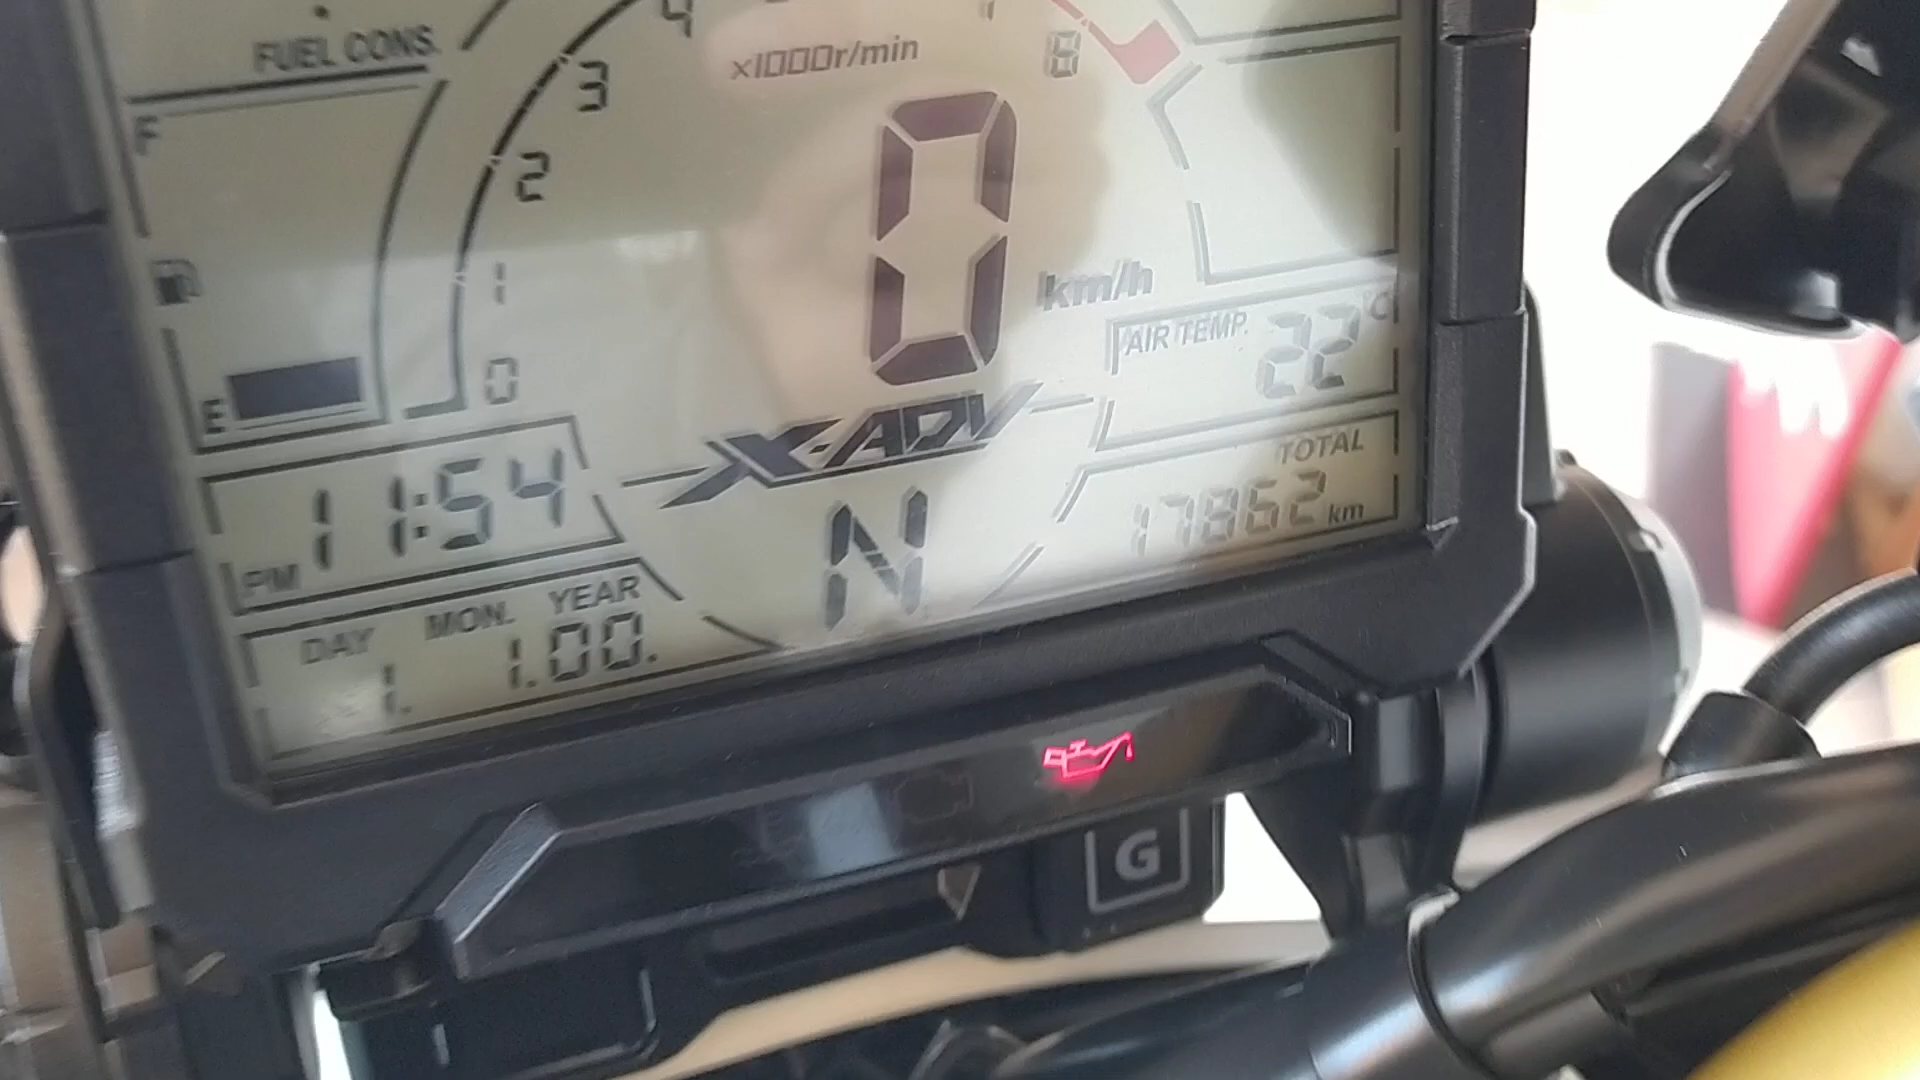 FUEL CONS.
4
×1000r/min
8
3
F
2
0
1
km/h
AIR TEMP. 22°C
0
E
X-ADV
TOTAL
PM 11:54
17862 km
N
DAY MON. YEAR
1. 1.00.
G